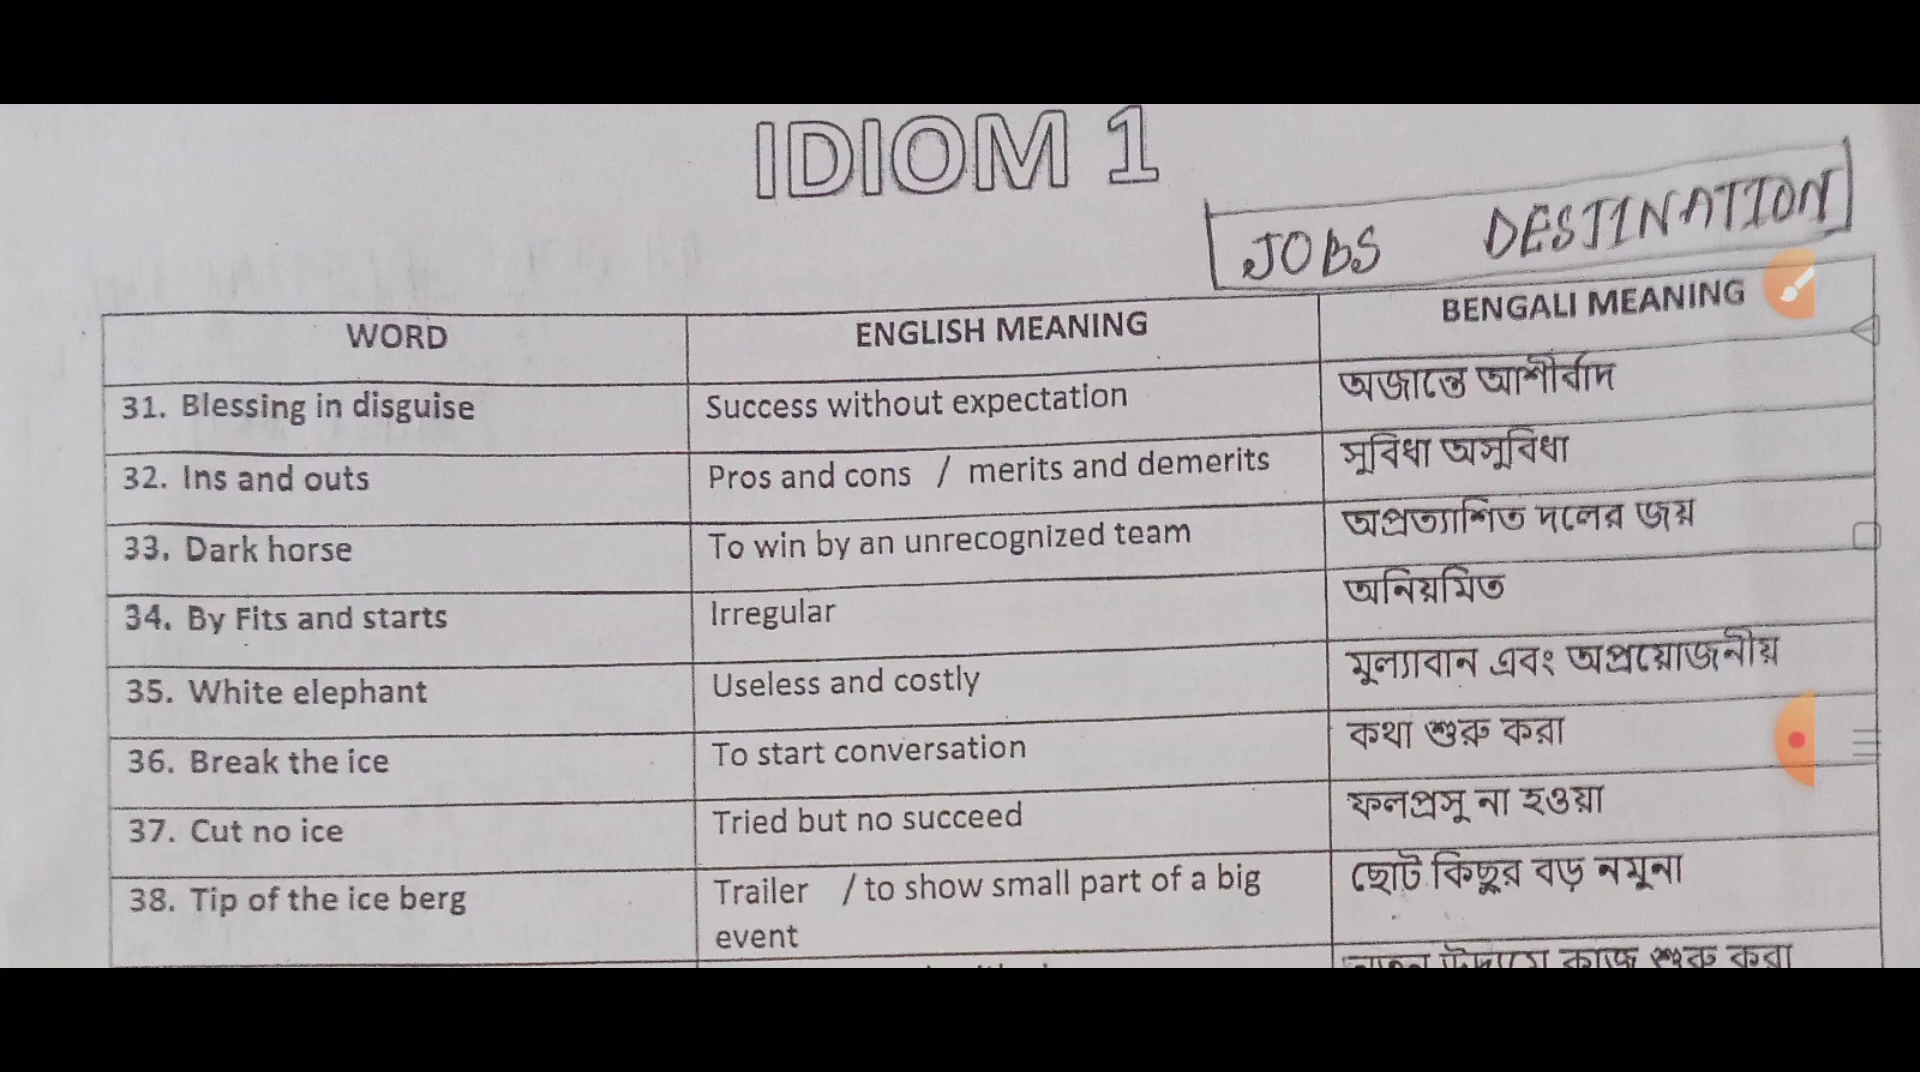 IDIOM 1
JOBS DESTINATION
WORD ENGLISH MEANING BENGALI MEANING
31. Blessing in disguise Success without expectation অজান্তে আশীর্বাদ
32. Ins and outs Pros and cons / merits and demerits সুবিধা অসুবিধা
33. Dark horse To win by an unrecognized team অপ্রত্যাশিত দলের জয়
34. By Fits and starts Irregular অনিয়মিত
35. White elephant Useless and costly মূল্যাবান এবং অপ্রয়োজনীয়
36. Break the ice To start conversation কথা শুরু করা
37. Cut no ice Tried but no succeed ফলপ্রসূ না হওয়া
38. Tip of the ice berg Trailer / to show small part of a big ছোট কিছুর বড় নমুনা
event
কাজ শুরু করা